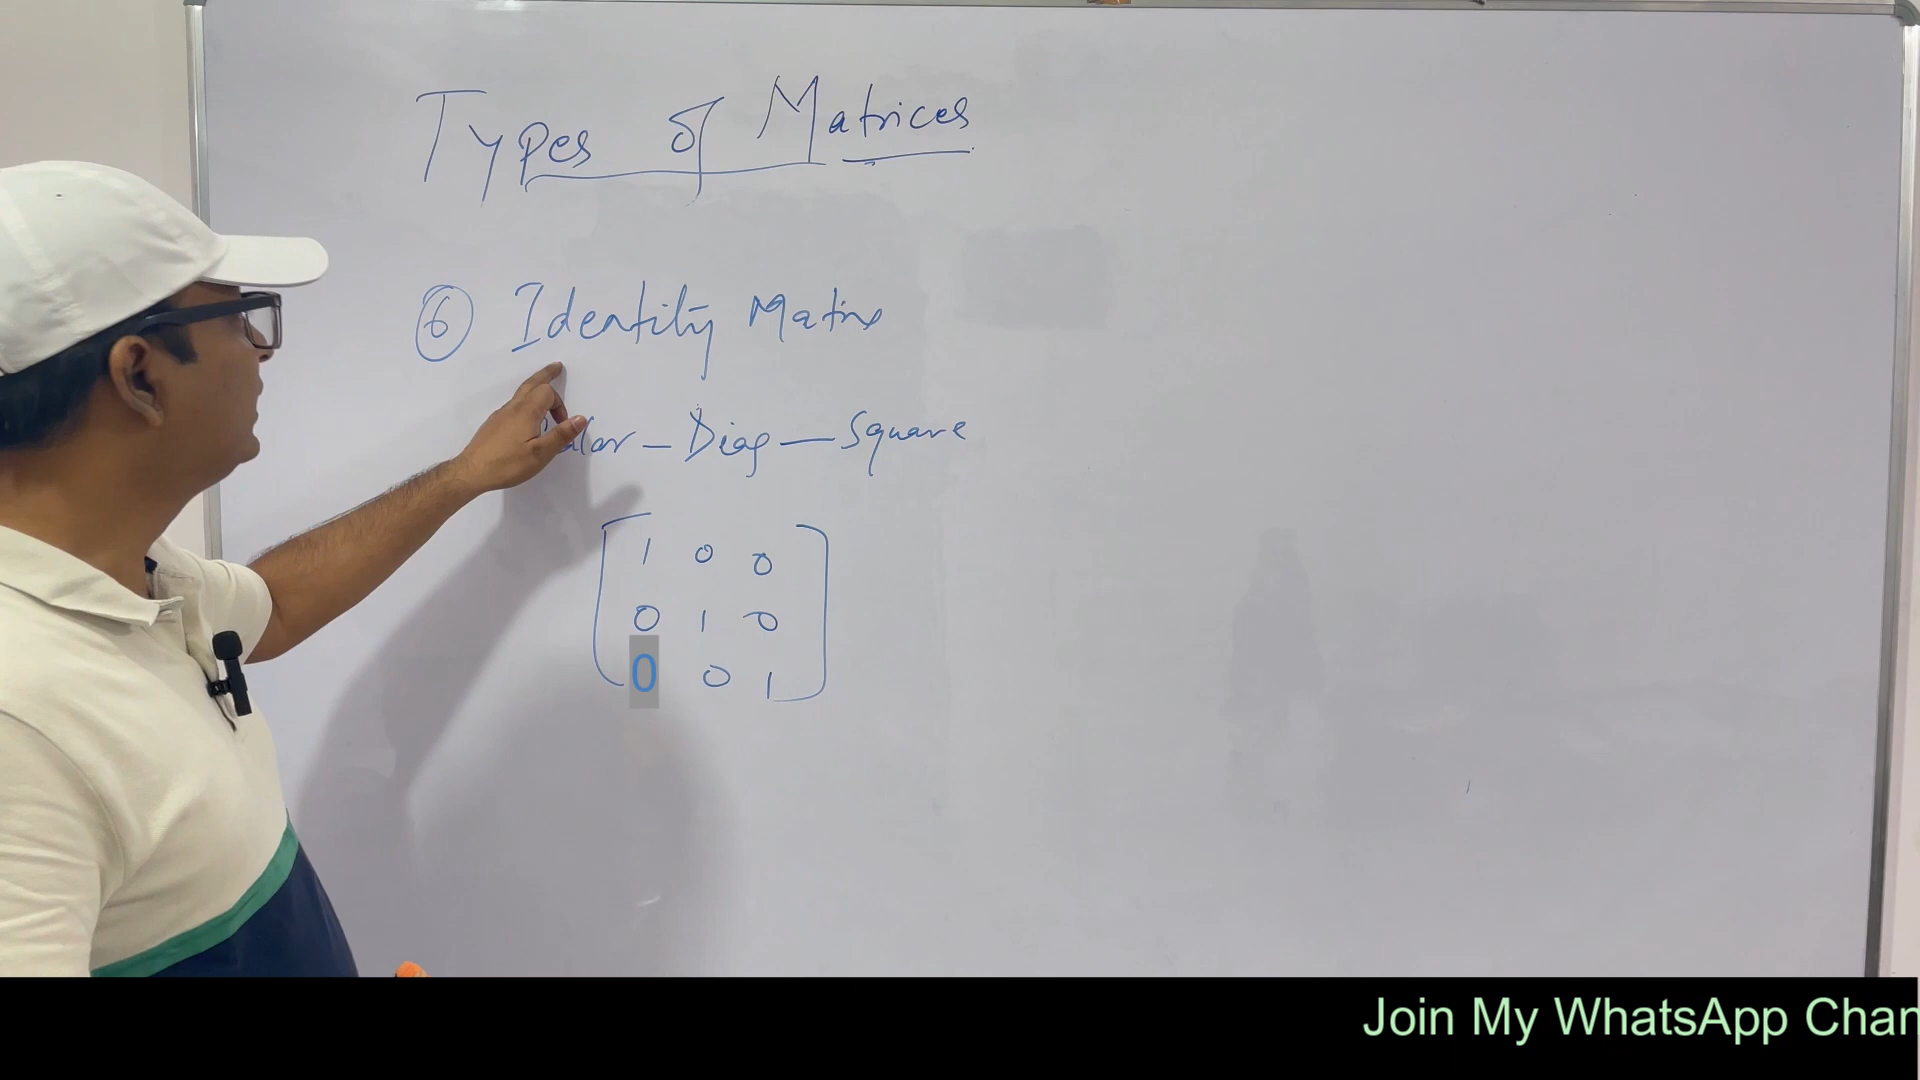 Types of Matrices
⑥ Identity Matrix
Scalar — Diag — Square
1 0 0
0 1 0
0 0 1
Join My WhatsApp Chan